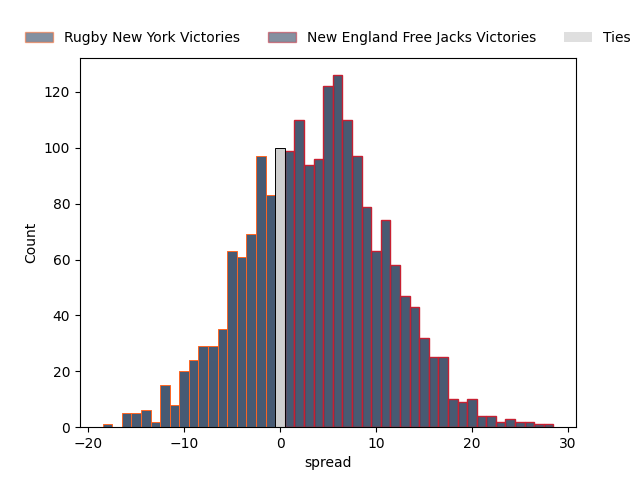 Rugby New York Victories New England Free Jacks Victories Ties
120
100
80
60
40
20
0
Count
−20 −10 0 10 20 30
spread